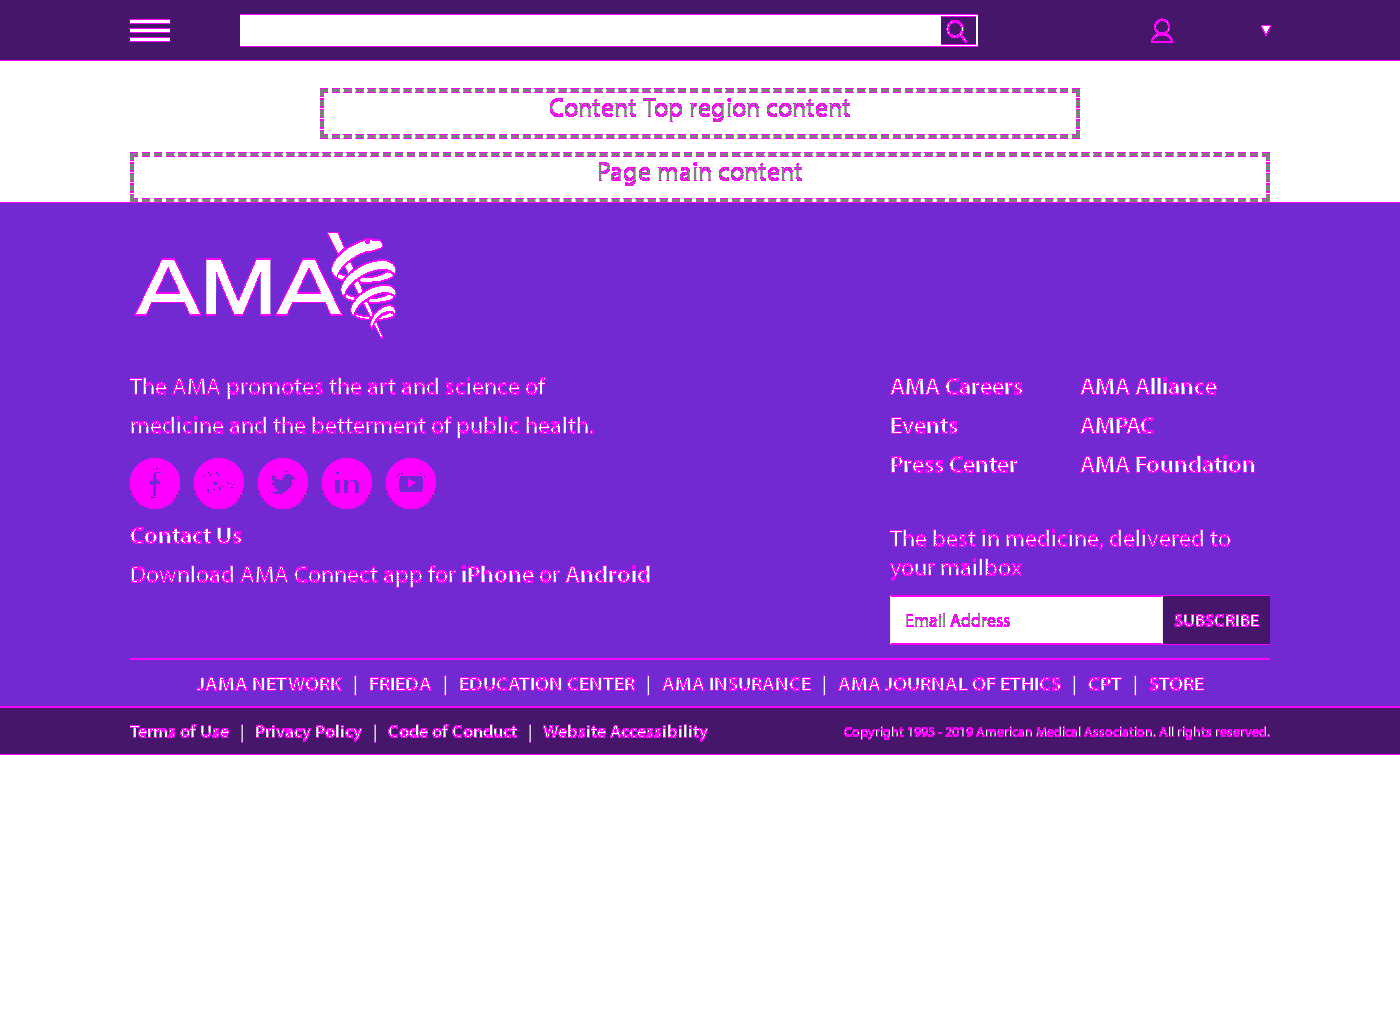 ▼
Content Top region content
Page main content
AMA
The AMA promotes the art and science of
medicine and the betterment of public health.
AMA Careers
AMA Alliance
Events
AMPAC
Press Center
AMA Foundation
Contact Us
Download AMA Connect app for iPhone or Android
The best in medicine, delivered to
your mailbox
Email Address
SUBSCRIBE
JAMA NETWORK | FRIEDA | EDUCATION CENTER | AMA INSURANCE | AMA JOURNAL OF ETHICS | CPT | STORE
Terms of Use | Privacy Policy | Code of Conduct | Website Accessibility
Copyright 1995 - 2019 American Medical Association. All rights reserved.